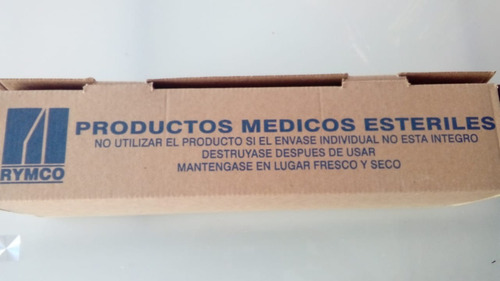 PRODUCTOS MEDICOS ESTERILES
NO UTILIZAR EL PRODUCTO SI EL ENVASE INDIVIDUAL NO ESTA INTEGRO
DESTRUYASE DESPUES DE USAR
MANTENGASE EN LUGAR FRESCO Y SECO
RYMCO